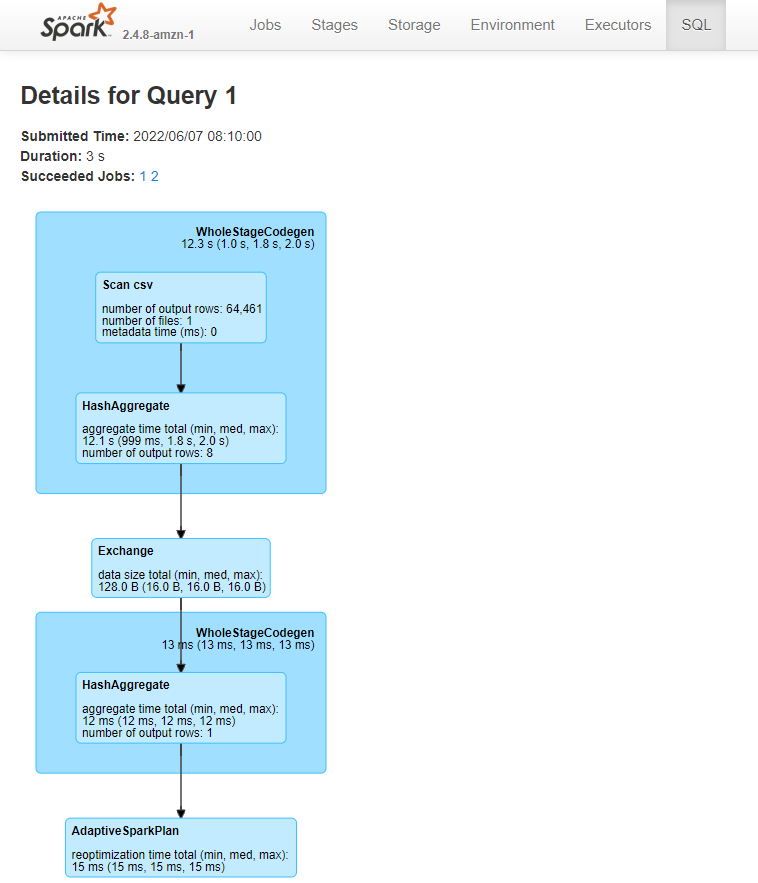 APACHE
Spark 2.4.8-amzn-1 Jobs Stages Storage Environment Executors SQL
Details for Query 1
Submitted Time: 2022/06/07 08:10:00
Duration: 3 s
Succeeded Jobs: 1 2
WholeStageCodegen
12.3 s (1.0 s, 1.8 s, 2.0 s)
Scan csv
number of output rows: 64,461
number of files: 1
metadata time (ms): 0
HashAggregate
aggregate time total (min, med, max):
12.1 s (999 ms, 1.8 s, 2.0 s)
number of output rows: 8
Exchange
data size total (min, med, max):
128.0 B (16.0 B, 16.0 B, 16.0 B)
WholeStageCodegen
13 ms (13 ms, 13 ms, 13 ms)
HashAggregate
aggregate time total (min, med, max):
12 ms (12 ms, 12 ms, 12 ms)
number of output rows: 1
AdaptiveSparkPlan
reoptimization time total (min, med, max):
15 ms (15 ms, 15 ms, 15 ms)